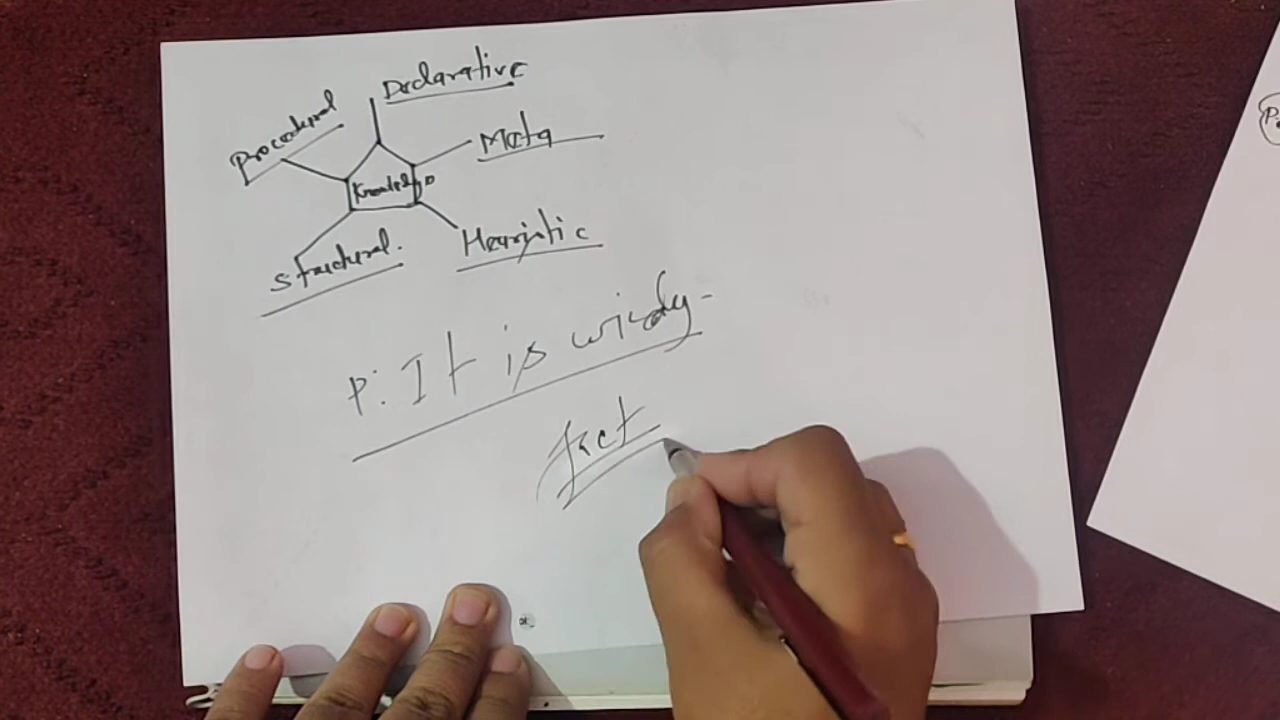 Declarative
Procedural
Meta
Knowledge
Heuristic
Structural.
P: It is windy-
fact